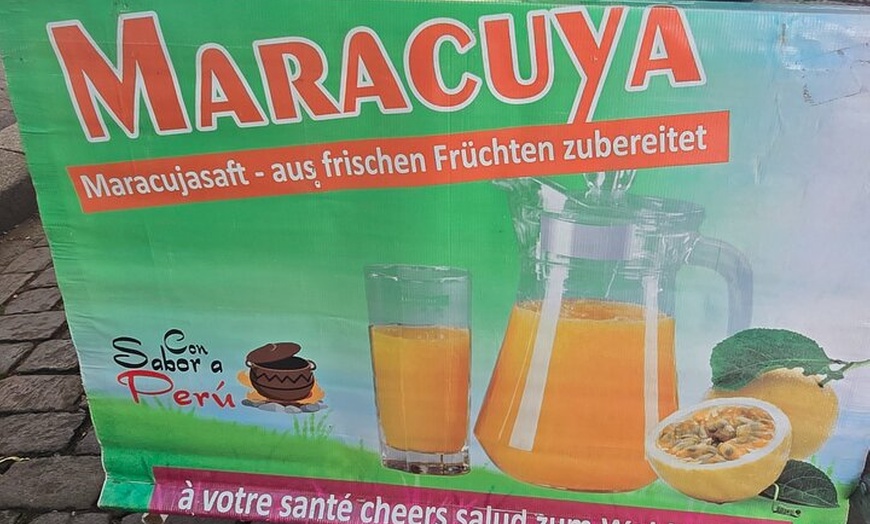 MARACUYA
Maracujasaft - aus frischen Früchten zubereitet
Con
Sabor a
Perú
à votre santé cheers salud zum